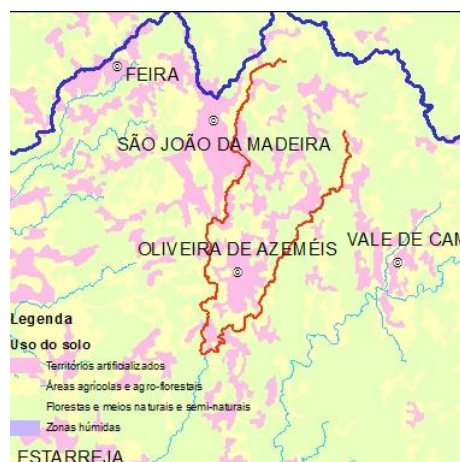 FEIRA
SÃO JOÃO DA MADEIRA
OLIVEIRA DE AZEMÉIS
VALE DE CAM
Legenda
Uso do solo
Territórios artificializados
Áreas agrícolas e agro-florestais
Florestas e meios naturais e semi-naturais
Zonas húmidas
ESTARREJA